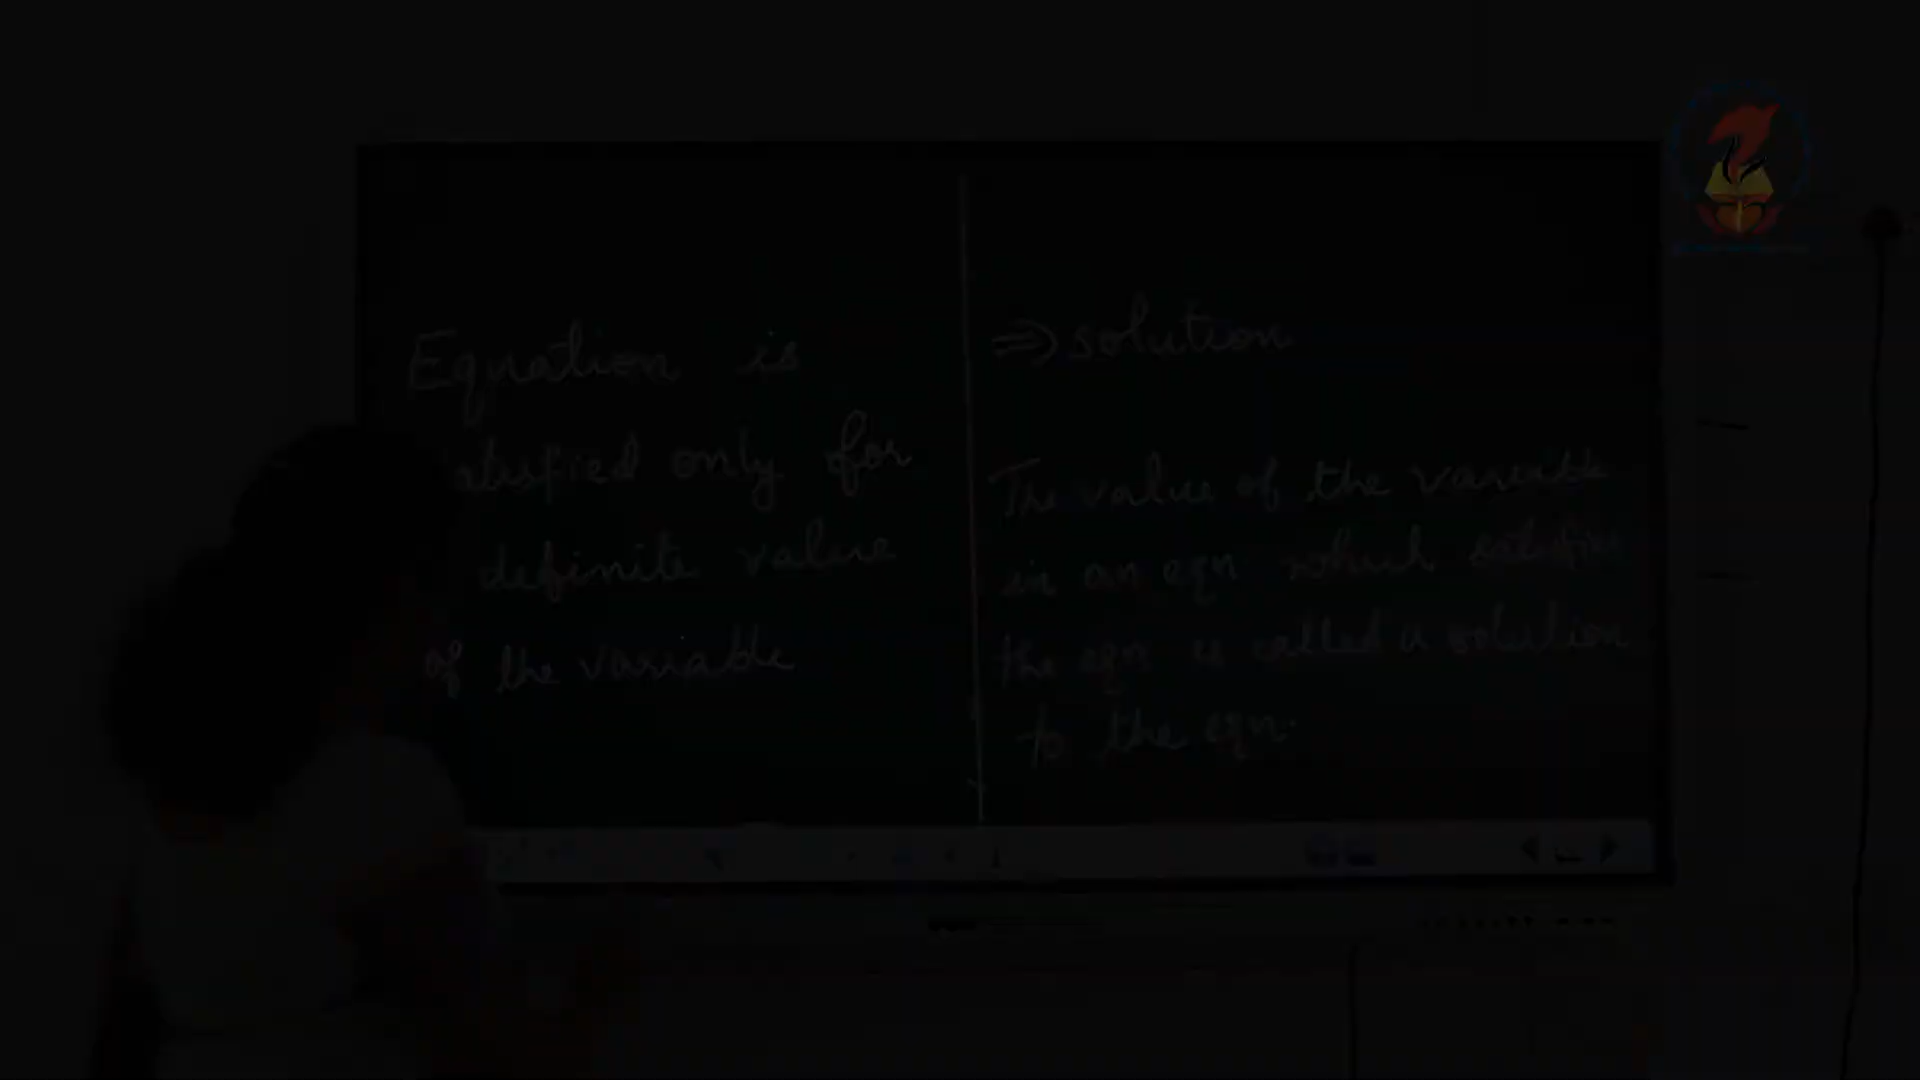 Equation is
atisfied only for
definite value
of the variable
⇒ solution
The value of the variable
in an eqn which satisfies
the eqn is called a solution
to the eqn.